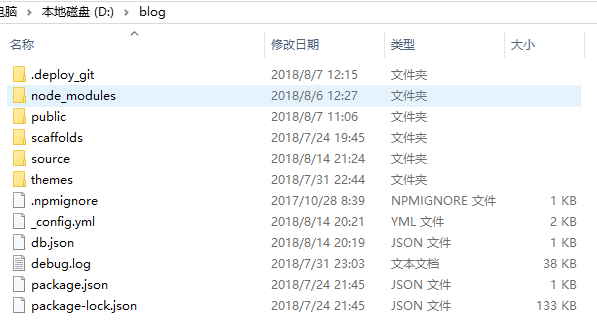 电脑 › 本地磁盘 (D:) › blog
名称 修改日期 类型 大小
.deploy_git 2018/8/7 12:15 文件夹
node_modules 2018/8/6 12:27 文件夹
public 2018/8/7 11:06 文件夹
scaffolds 2018/7/24 19:45 文件夹
source 2018/8/14 21:24 文件夹
themes 2018/7/31 22:44 文件夹
.npmignore 2017/10/28 8:39 NPMIGNORE 文件 1 KB
_config.yml 2018/8/14 20:21 YML 文件 2 KB
db.json 2018/8/14 20:19 JSON 文件 1 KB
debug.log 2018/7/31 23:03 文本文档 38 KB
package.json 2018/7/24 21:45 JSON 文件 1 KB
package-lock.json 2018/7/24 21:45 JSON 文件 133 KB